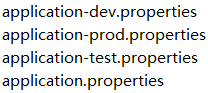 application-dev.properties
application-prod.properties
application-test.properties
application.properties